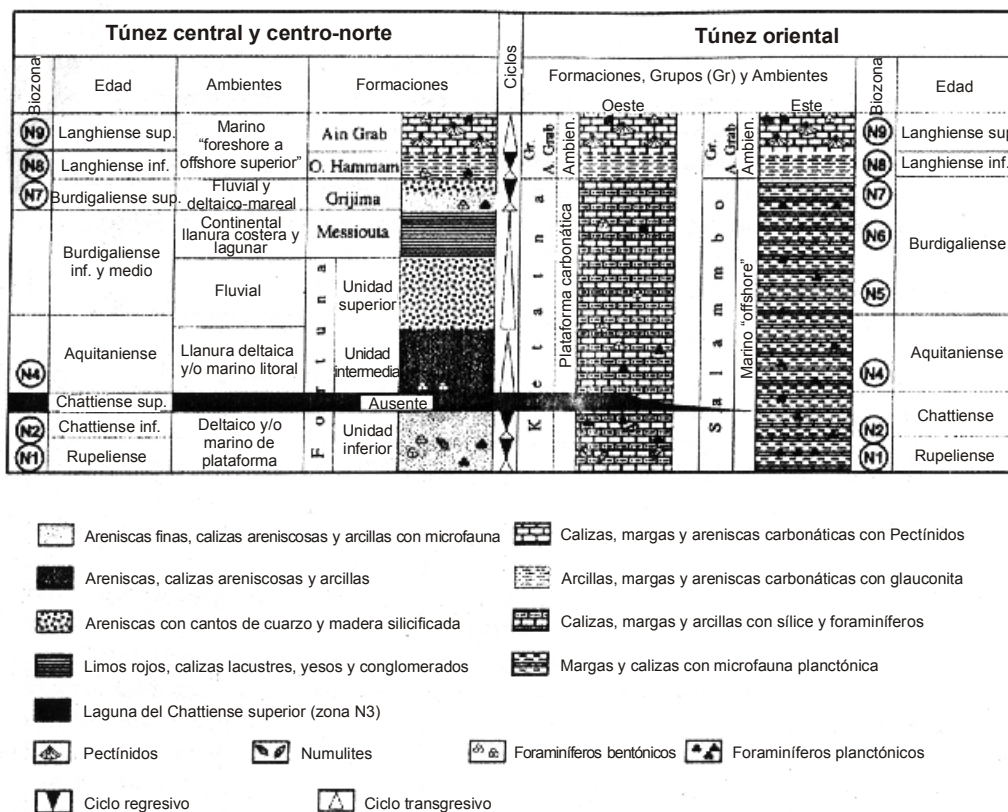 Túnez central y centro-norte
Ciclos
Túnez oriental
Biozona
Edad
Ambientes
Formaciones
Formaciones, Grupos (Gr) y Ambientes
Oeste
Este
Biozona
Edad
N9
Langhiense sup.
Marino
"foreshore a
offshore superior"
Ain Grab
Gr.
A Grab
Ambien.
Gr.
A Grab
Ambien.
N9
Langhiense sup
N8
Langhiense inf.
O. Hammam
N8
Langhiense inf.
N7
Burdigaliense sup.
Fluvial y
deltaico-mareal
Grijima
N7
Burdigaliense
inf. y medio
Continental
llanura costera y
lagunar
Messiouta
N6
Burdigaliense
Fluvial
Fortuna
Unidad
superior
Ketatna
Plataforma carbonática
Salammbo
Marino "offshore"
N5
N4
Aquitaniense
Llanura deltaica
y/o marino litoral
Unidad
intermedia
N4
Aquitaniense
Chattiense sup.
Ausente
N2
Chattiense inf.
Deltaico y/o
marino de
plataforma
Unidad
inferior
N2
Chattiense
N1
Rupeliense
N1
Rupeliense
Areniscas finas, calizas areniscosas y arcillas con microfauna
Calizas, margas y areniscas carbonáticas con Pectínidos
Areniscas, calizas areniscosas y arcillas
Arcillas, margas y areniscas carbonáticas con glauconita
Areniscas con cantos de cuarzo y madera silicificada
Calizas, margas y arcillas con sílice y foraminíferos
Limos rojos, calizas lacustres, yesos y conglomerados
Margas y calizas con microfauna planctónica
Laguna del Chattiense superior (zona N3)
Pectínidos
Numulites
Foraminíferos bentónicos
Foraminíferos planctónicos
Ciclo regresivo
Ciclo transgresivo